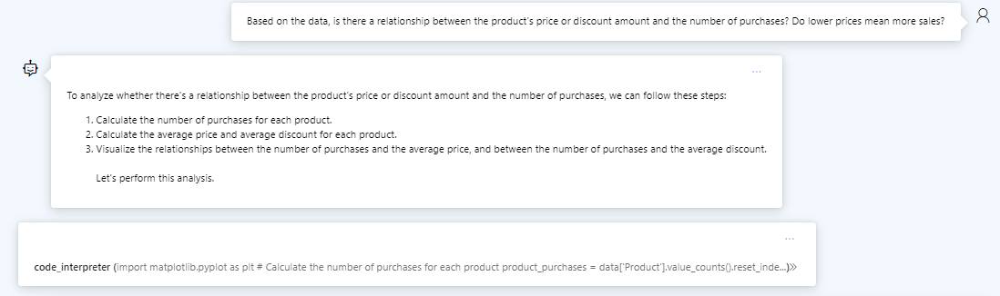 Based on the data, is there a relationship between the product's price or discount amount and the number of purchases? Do lower prices mean more sales?
...
To analyze whether there's a relationship between the product's price or discount amount and the number of purchases, we can follow these steps:
1. Calculate the number of purchases for each product.
2. Calculate the average price and average discount for each product.
3. Visualize the relationships between the number of purchases and the average price, and between the number of purchases and the average discount.
Let's perform this analysis.
...
code_interpreter (import matplotlib.pyplot as plt # Calculate the number of purchases for each product product_purchases = data['Product'].value_counts().reset_inde...)»